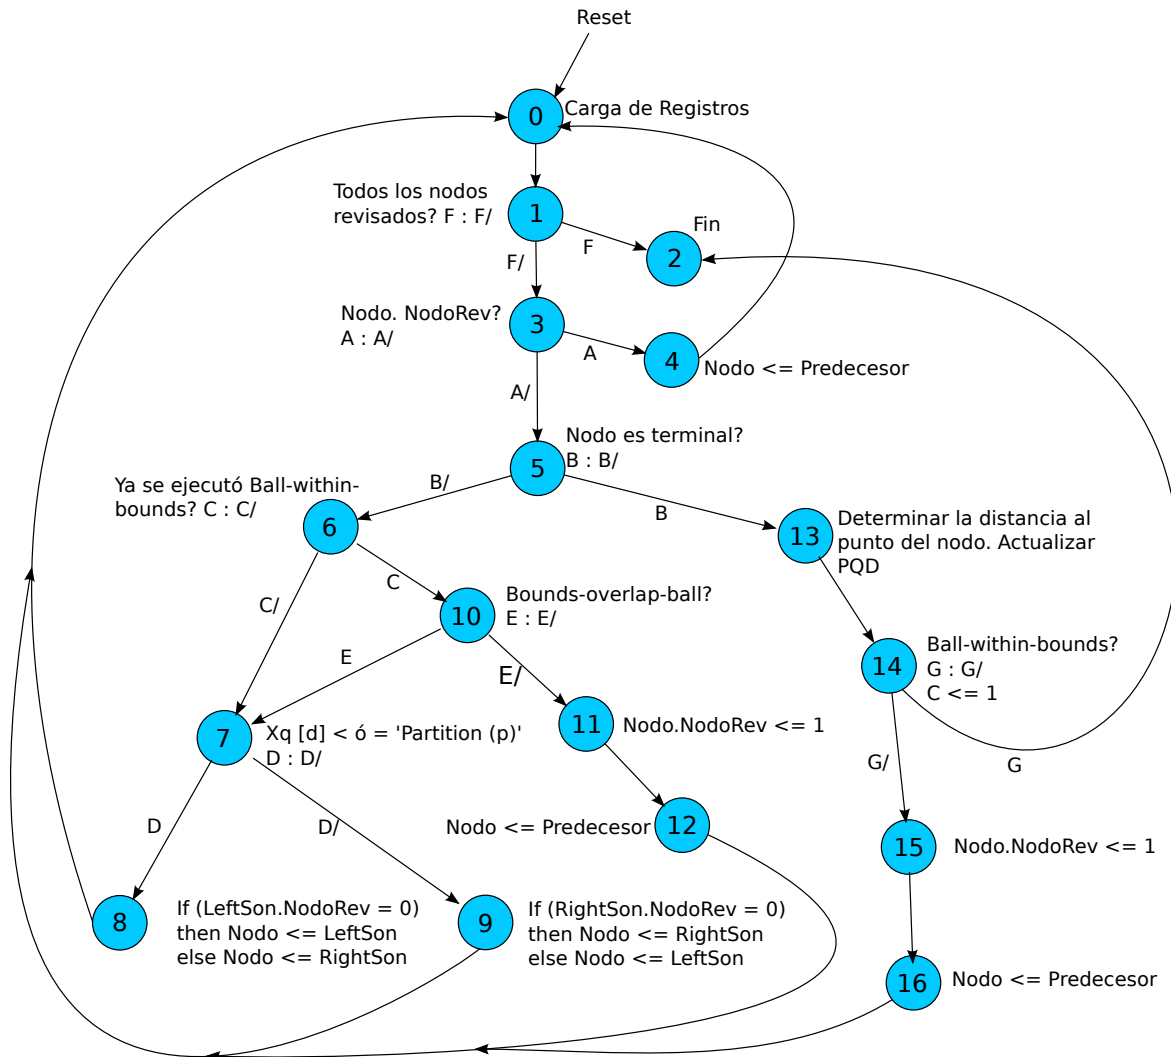 Reset
0
Carga de Registros
Todos los nodos
revisados? F : F/
1
Fin
F
2
F/
Nodo. NodoRev?
A : A/
3
A
4
Nodo <= Predecesor
A/
Nodo es terminal?
B : B/
5
B/
B
Ya se ejecutó Ball-within-
bounds? C : C/
6
13
Determinar la distancia al
punto del nodo. Actualizar
PQD
C/
C
10
Bounds-overlap-ball?
E : E/
E
E/
14
Ball-within-bounds?
G : G/
C <= 1
7
Xq [d] < ó = 'Partition (p)'
D : D/
11
Nodo.NodoRev <= 1
G/
G
D
D/
Nodo <= Predecesor
12
15
Nodo.NodoRev <= 1
8
If (LeftSon.NodoRev = 0)
then Nodo <= LeftSon
else Nodo <= RightSon
9
If (RightSon.NodoRev = 0)
then Nodo <= RightSon
else Nodo <= LeftSon
16
Nodo <= Predecesor